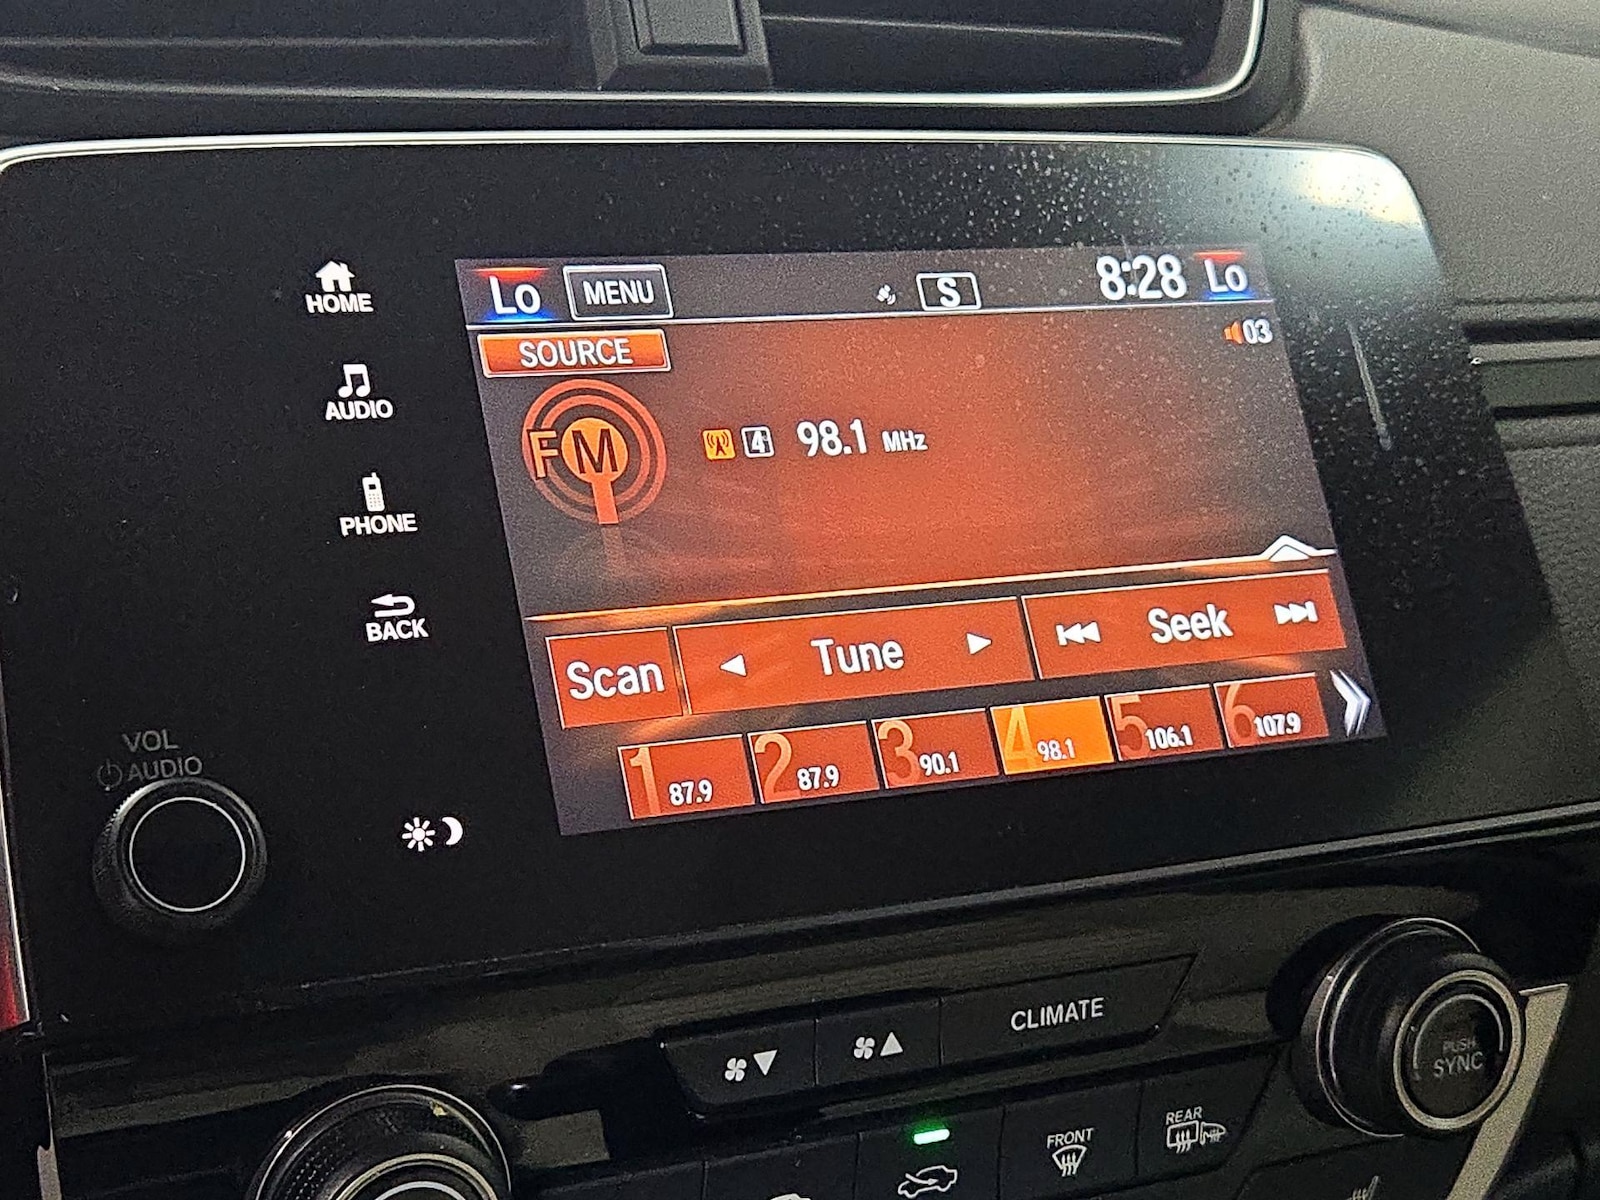 Lo MENU S 8:28 Lo
SOURCE
03
FM 4 98.1 MHz
Scan Tune Seek
1 87.9 2 87.9 3 90.1 4 98.1 5 106.1 6 107.9
HOME
AUDIO
PHONE
BACK
VOL
AUDIO
CLIMATE
PUSH
SYNC
FRONT
REAR